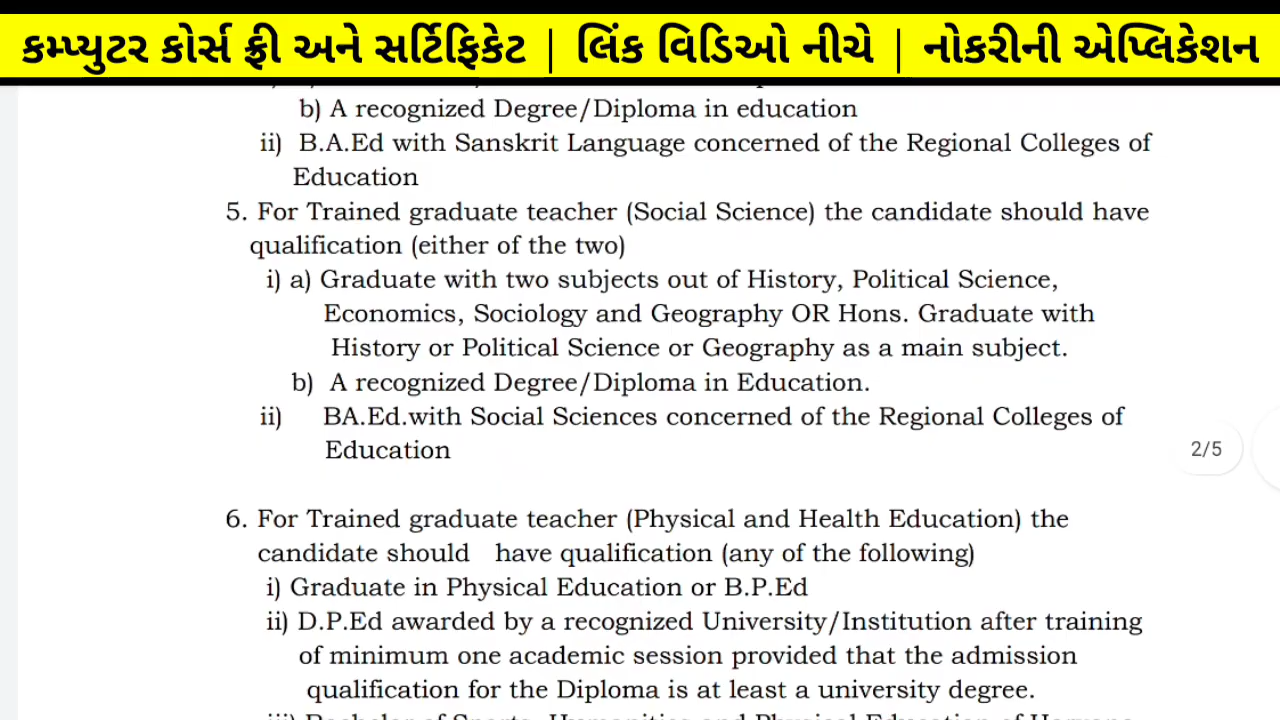 કમ્પ્યુટર કોર્સ ફ્રી અને સર્ટિફિકેટ | લિંક વિડિઓ નીચે | નોકરીની એપ્લિકેશન
b) A recognized Degree/Diploma in education
ii) B.A.Ed with Sanskrit Language concerned of the Regional Colleges of
Education
5. For Trained graduate teacher (Social Science) the candidate should have
qualification (either of the two)
i) a) Graduate with two subjects out of History, Political Science,
Economics, Sociology and Geography OR Hons. Graduate with
History or Political Science or Geography as a main subject.
b) A recognized Degree/Diploma in Education.
ii) BA.Ed.with Social Sciences concerned of the Regional Colleges of
Education
2/5
6. For Trained graduate teacher (Physical and Health Education) the
candidate should have qualification (any of the following)
i) Graduate in Physical Education or B.P.Ed
ii) D.P.Ed awarded by a recognized University/Institution after training
of minimum one academic session provided that the admission
qualification for the Diploma is at least a university degree.